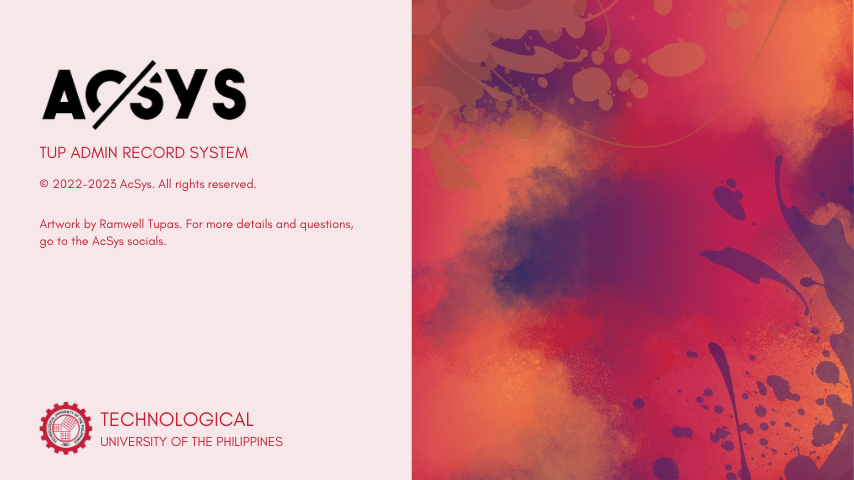 ACSYS
TUP ADMIN RECORD SYSTEM
© 2022-2023 AcSys. All rights reserved.
Artwork by Ramwell Tupas. For more details and questions,
go to the AcSys socials.
TECHNOLOGICAL
UNIVERSITY OF THE PHILIPPINES